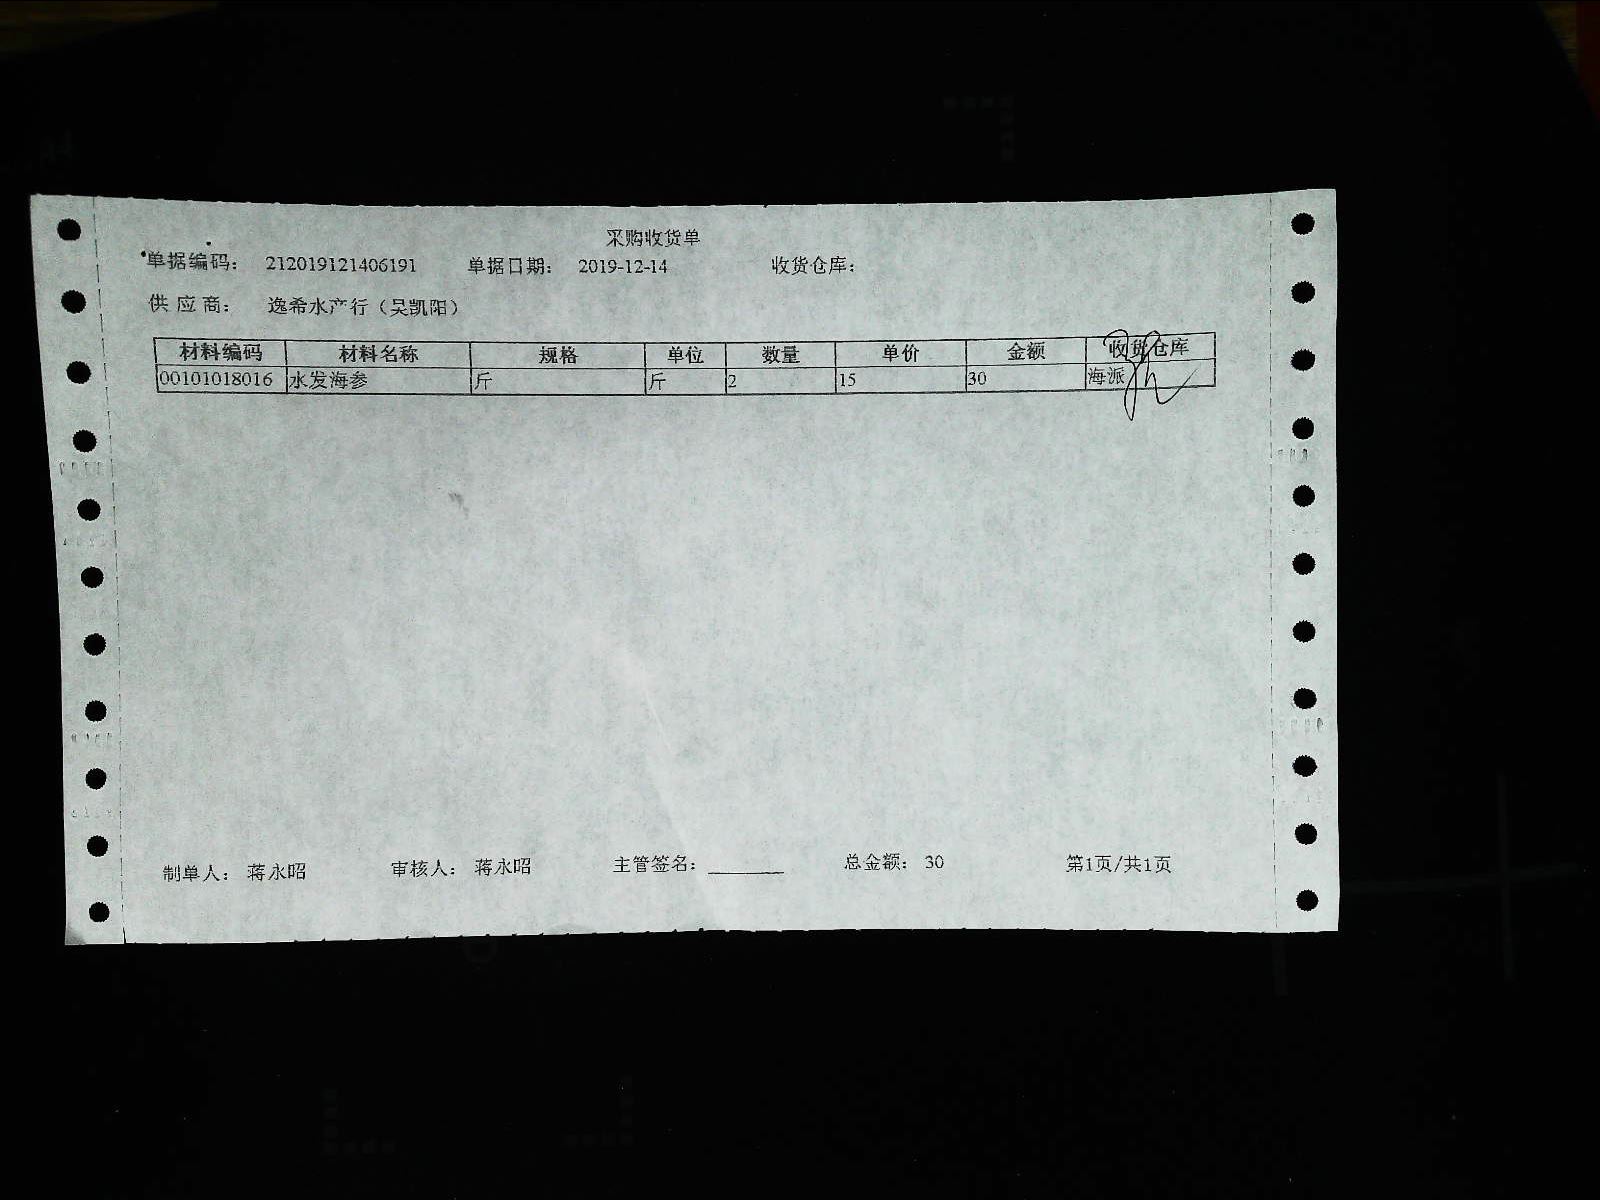 采购收货单
单据编码： 212019121406191 单据日期： 2019-12-14 收货仓库：
供应商： 逸希水产行（吴凯阳）
材料编码 材料名称 规格 单位 数量 单价 金额 收货仓库
00101018016 水发海参 斤 斤 2 15 30 海派
制单人： 蒋永昭 审核人： 蒋永昭 主管签名： 总金额： 30 第1页/共1页